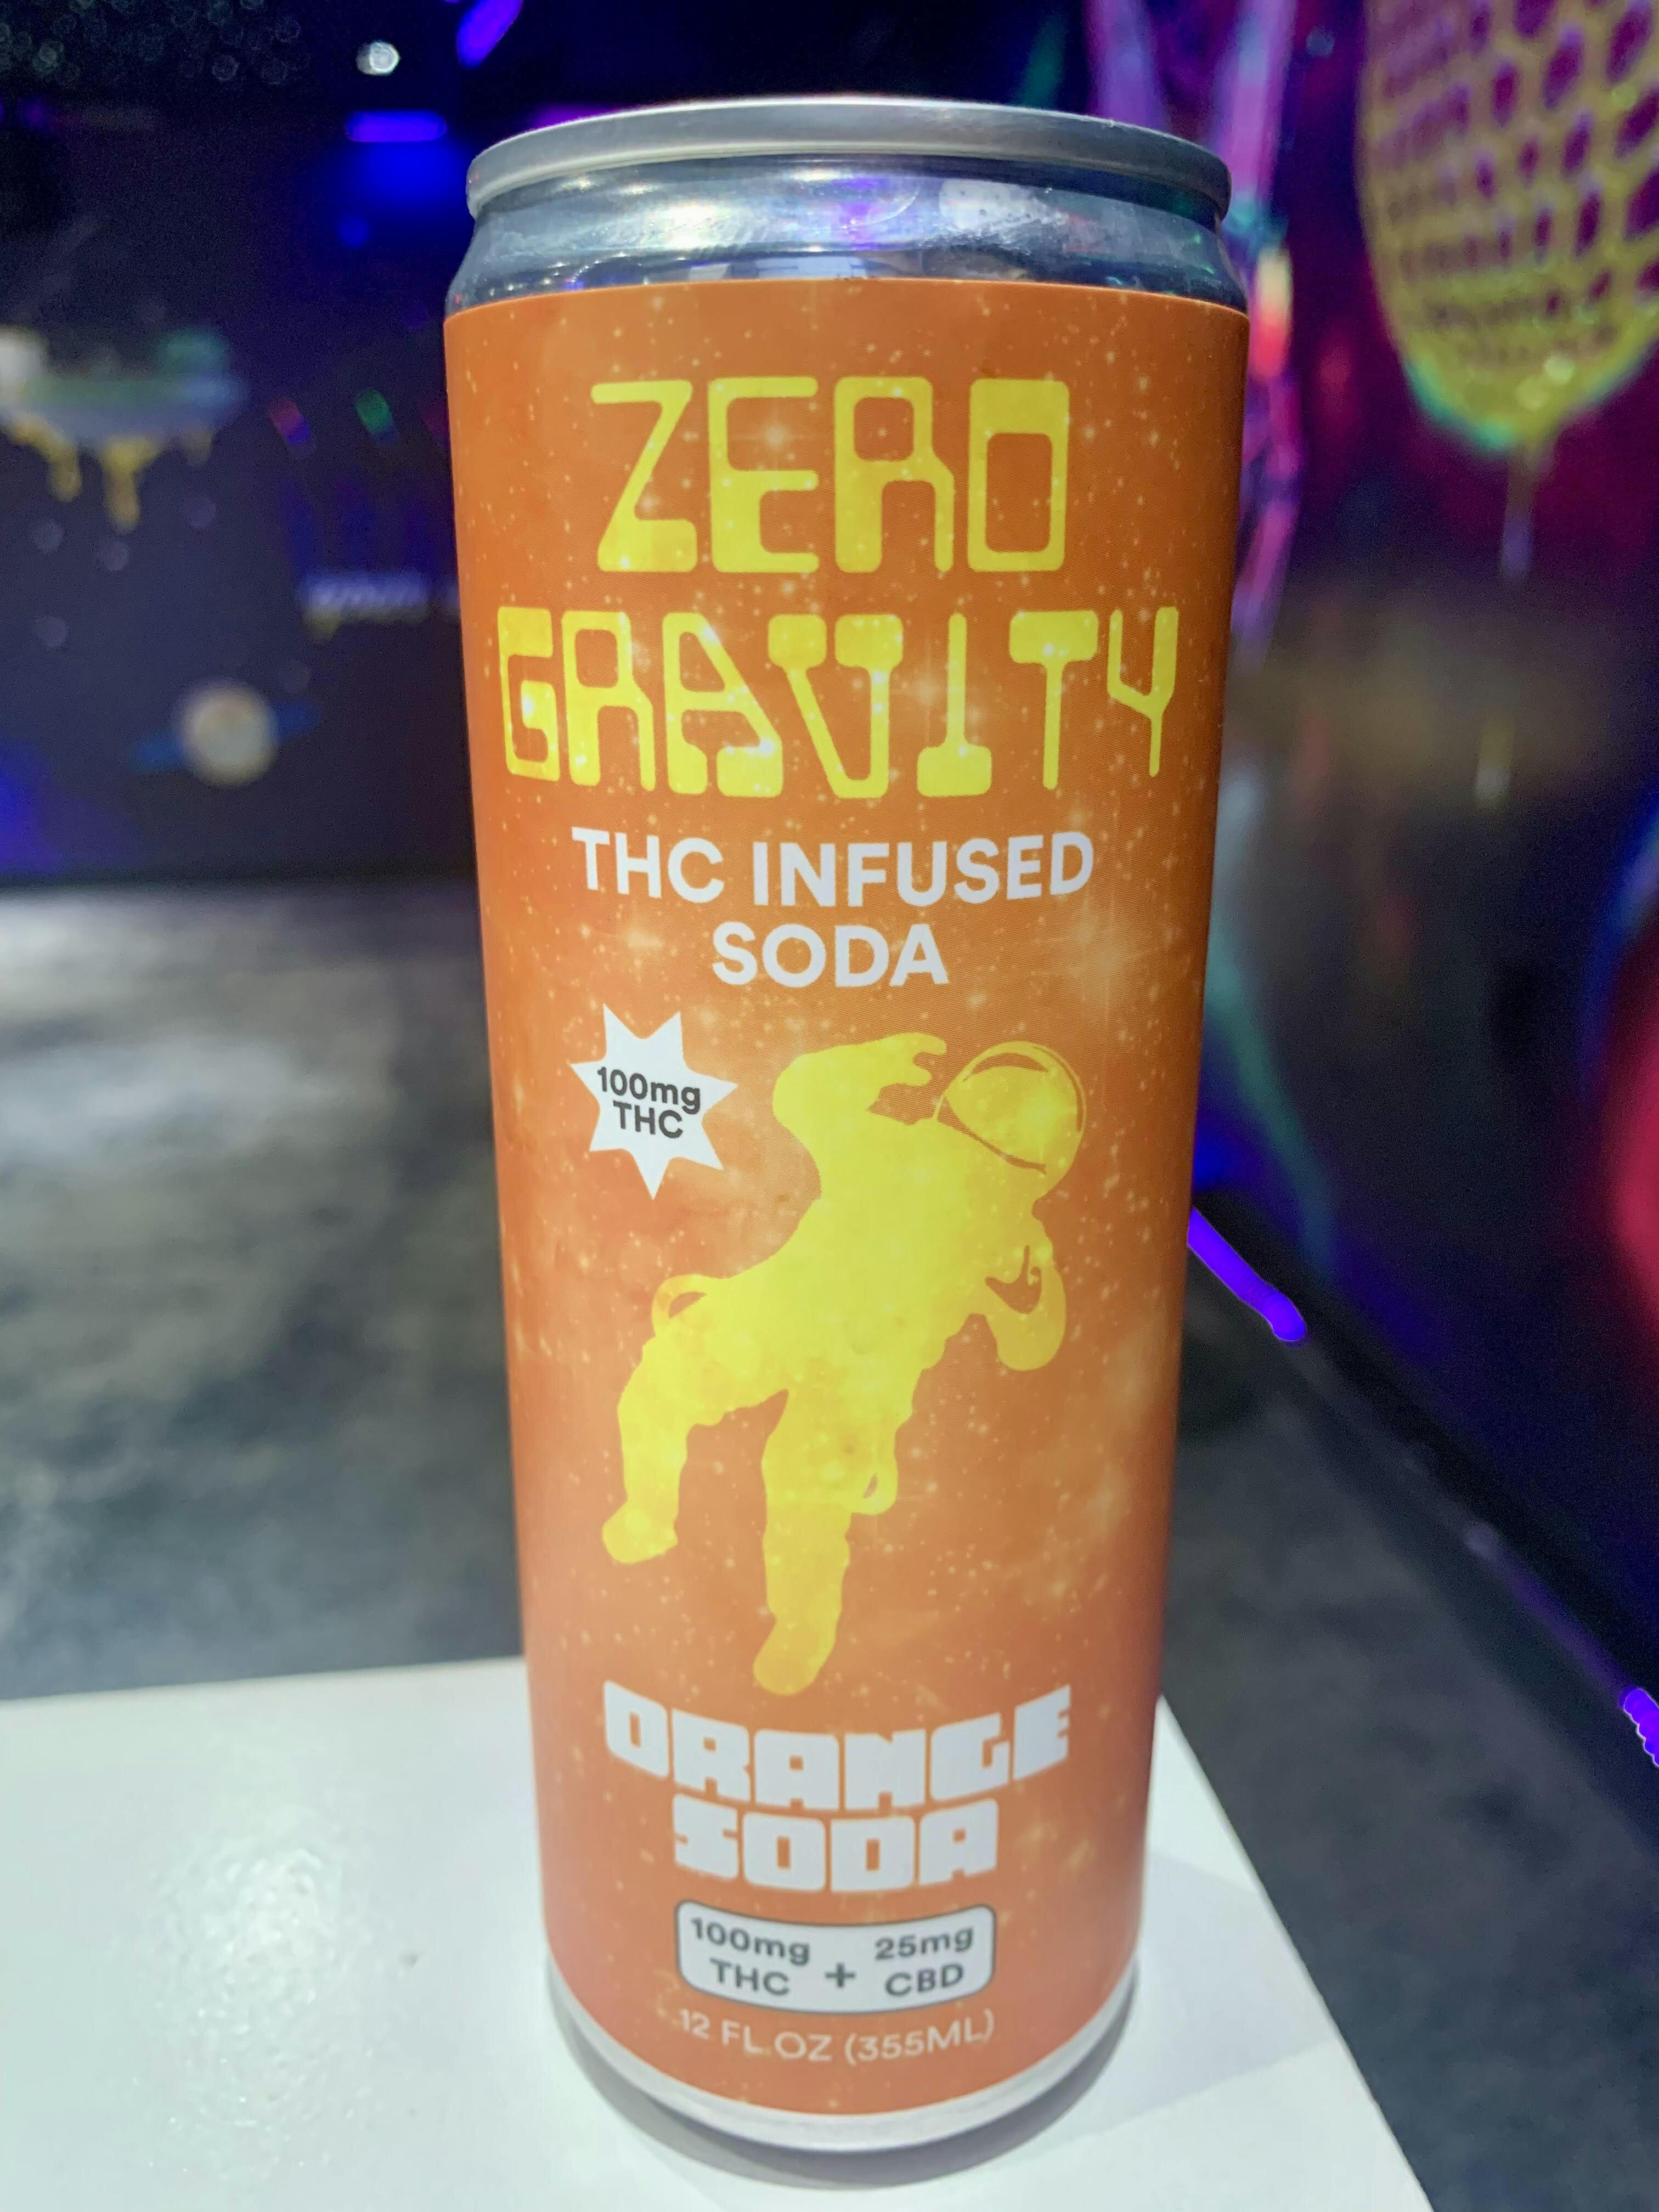 ZERO
GRAVITY
THC INFUSED
SODA
100mg
THC
ORANGE
SODA
100mg THC + 25mg CBD
12 FL.OZ (355ML)